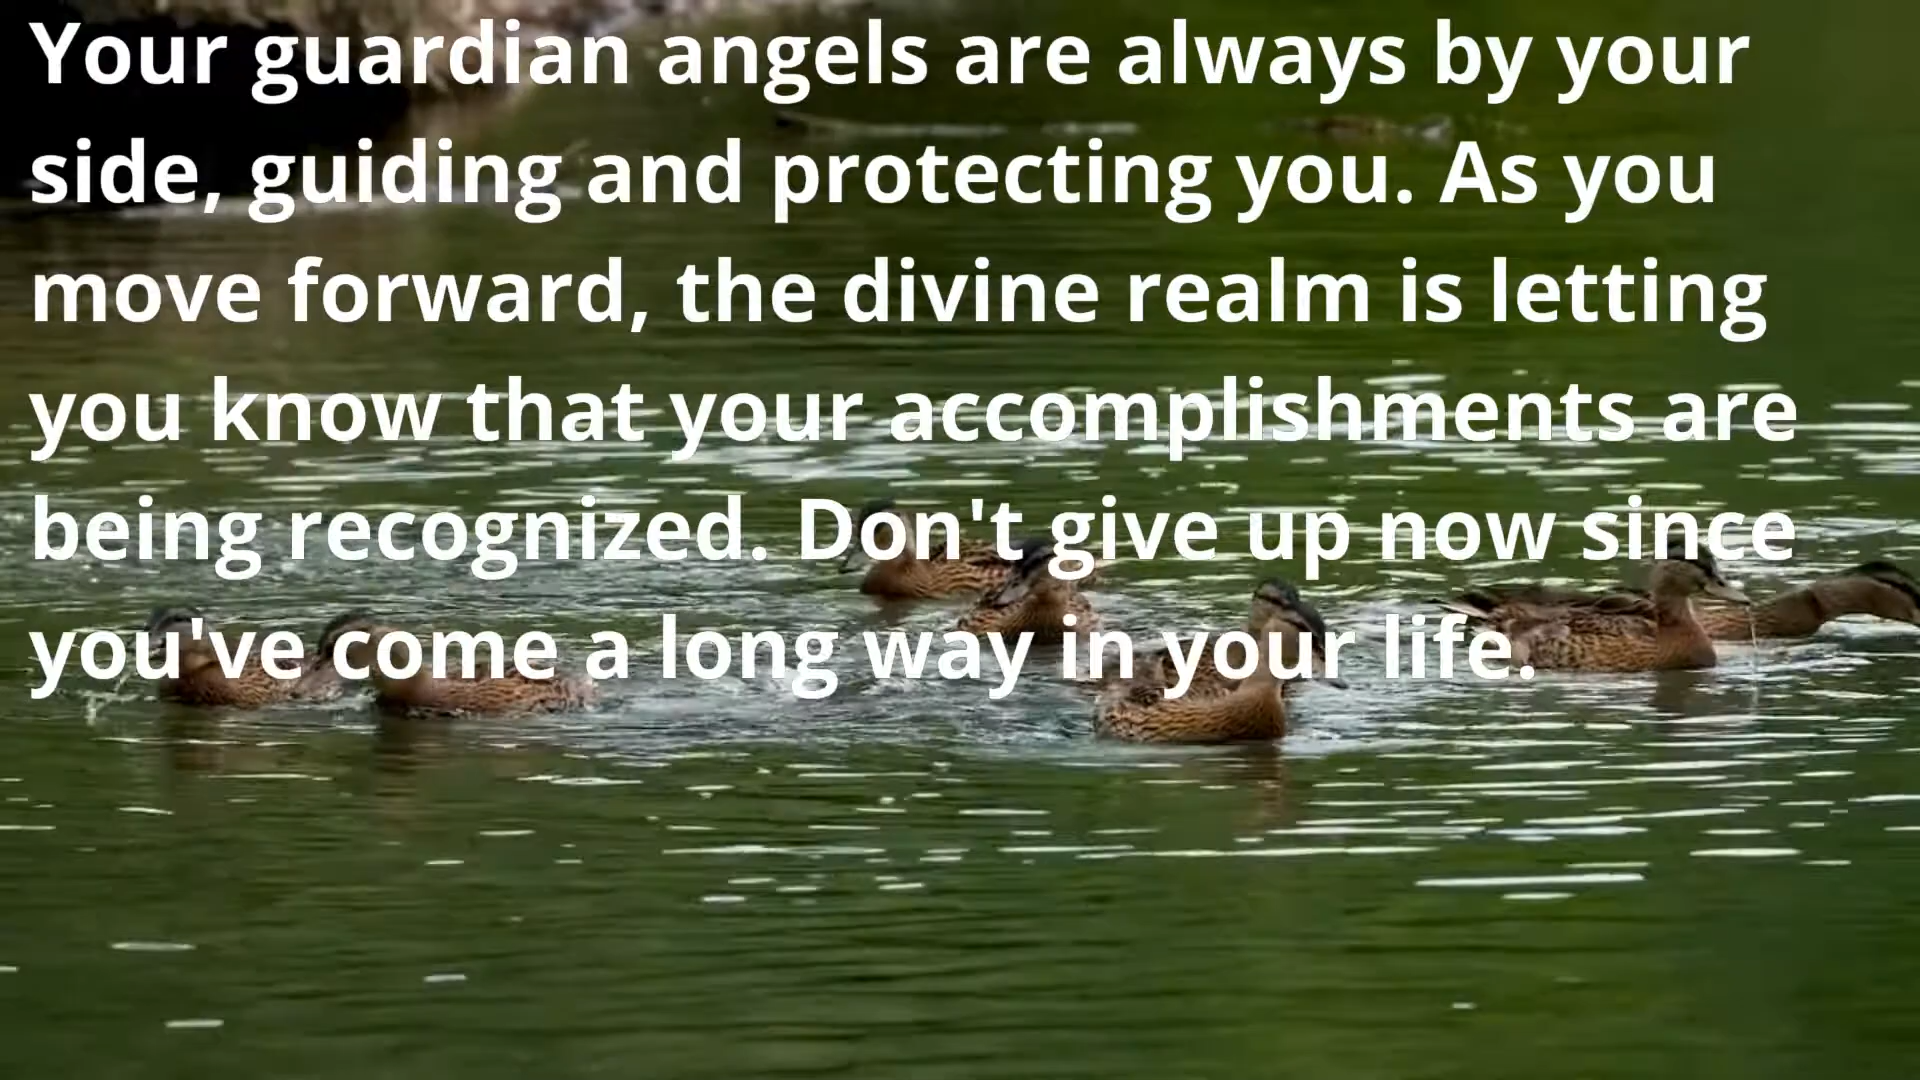 Your guardian angels are always by your
side, guiding and protecting you. As you
move forward, the divine realm is letting
you know that your accomplishments are
being recognized. Don't give up now since
you've come a long way in your life.